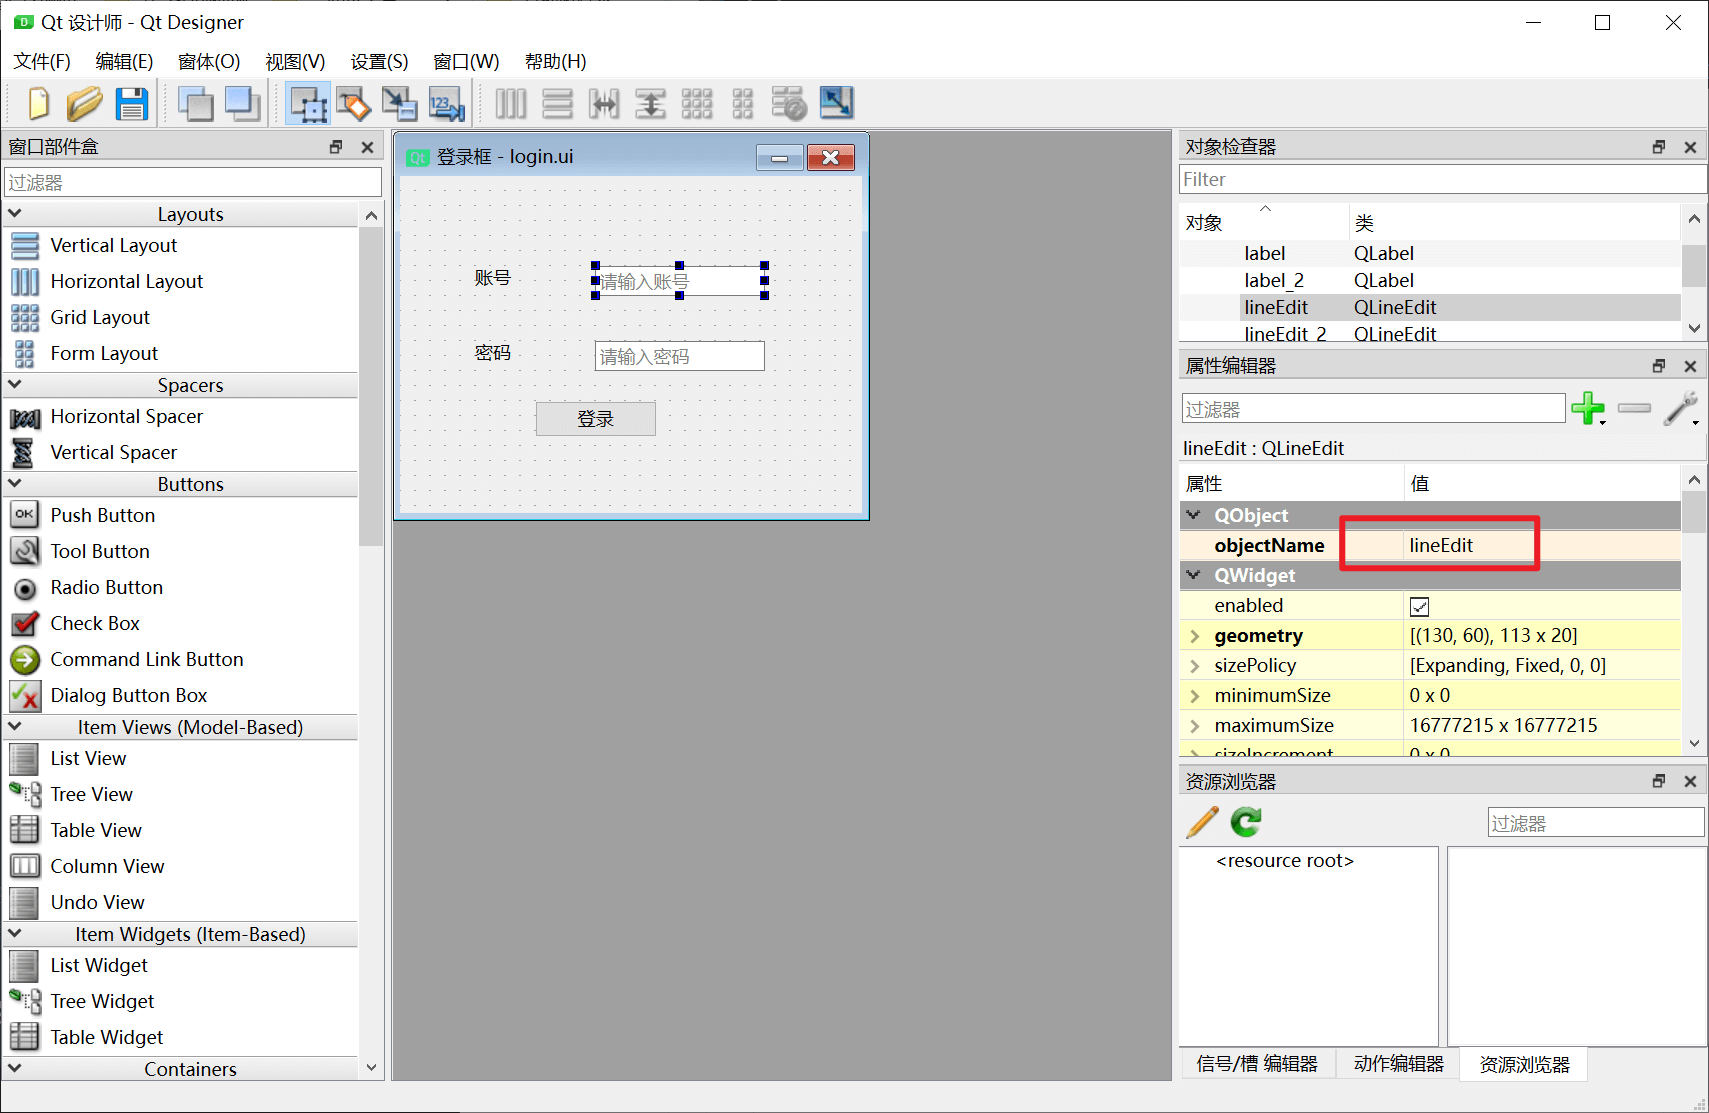 Qt 设计师 - Qt Designer
文件(F) 编辑(E) 窗体(O) 视图(V) 设置(S) 窗口(W) 帮助(H)
窗口部件盒
过滤器
Layouts
Vertical Layout
Horizontal Layout
Grid Layout
Form Layout
Spacers
Horizontal Spacer
Vertical Spacer
Buttons
OK Push Button
Tool Button
Radio Button
Check Box
Command Link Button
Dialog Button Box
Item Views (Model-Based)
List View
Tree View
Table View
Column View
Undo View
Item Widgets (Item-Based)
List Widget
Tree Widget
Table Widget
Containers
登录框 - login.ui
账号 请输入账号
密码 请输入密码
登录
对象检查器
Filter
对象 类
label QLabel
label_2 QLabel
lineEdit QLineEdit
lineEdit_2 QLineEdit
属性编辑器
过滤器
lineEdit : QLineEdit
属性 值
QObject
objectName lineEdit
QWidget
enabled
geometry [(130, 60), 113 x 20]
sizePolicy [Expanding, Fixed, 0, 0]
minimumSize 0 x 0
maximumSize 16777215 x 16777215
sizeIncrement 0 x 0
资源浏览器
过滤器
<resource root>
信号/槽 编辑器 动作编辑器 资源浏览器